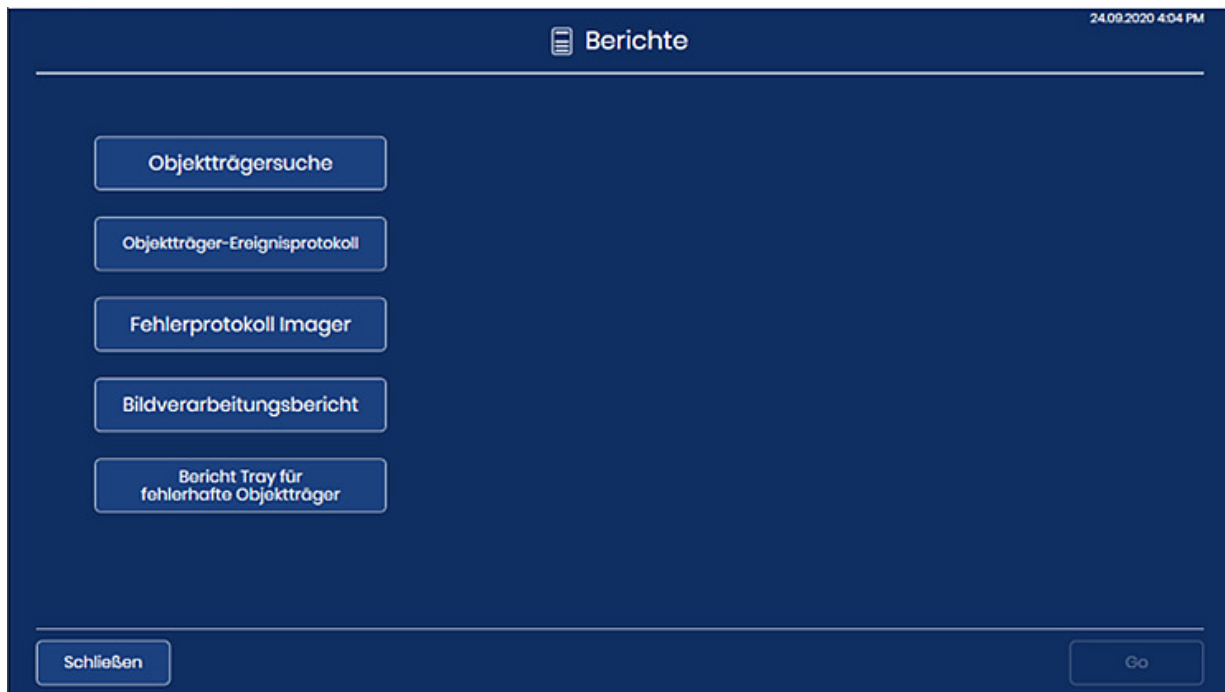 24.09.2020 4:04 PM
Berichte
Objektträgersuche
Objektträger-Ereignisprotokoll
Fehlerprotokoll Imager
Bildverarbeitungsbericht
Bericht Tray für
fehlerhafte Objektträger
Schließen
Go